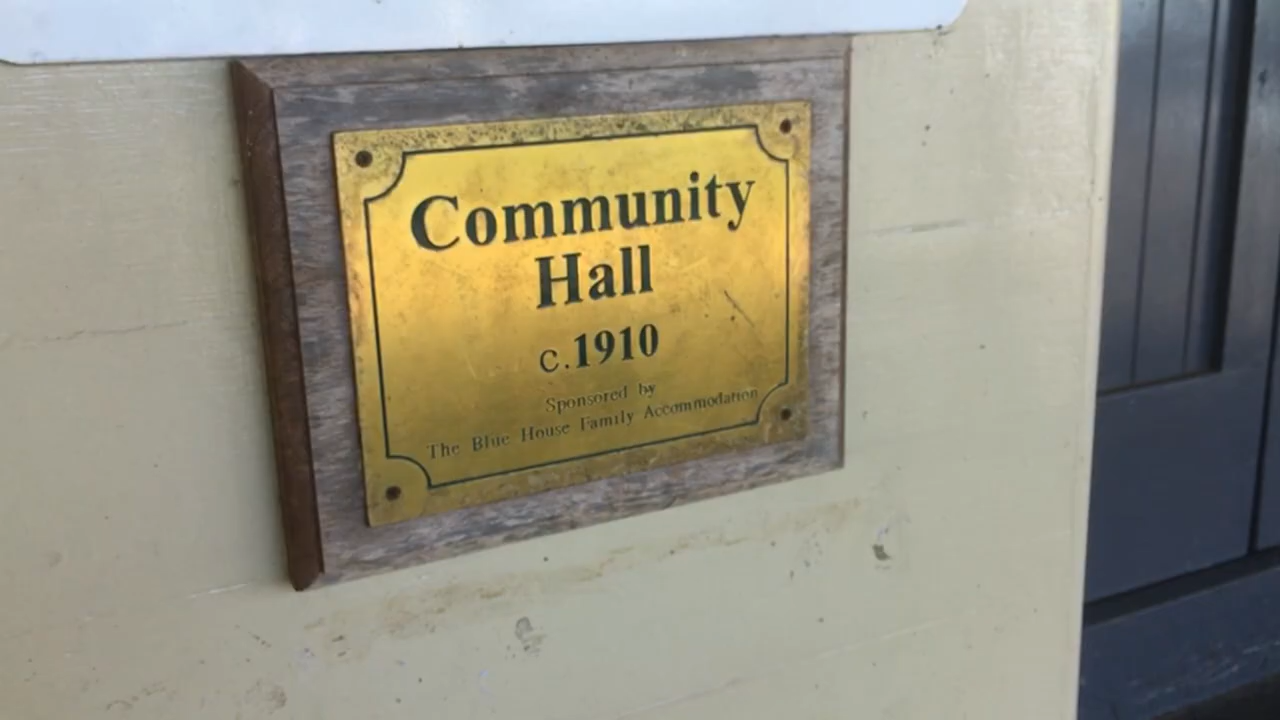 Community
Hall
c.1910
Sponsored by
The Blue House Family Accommodation